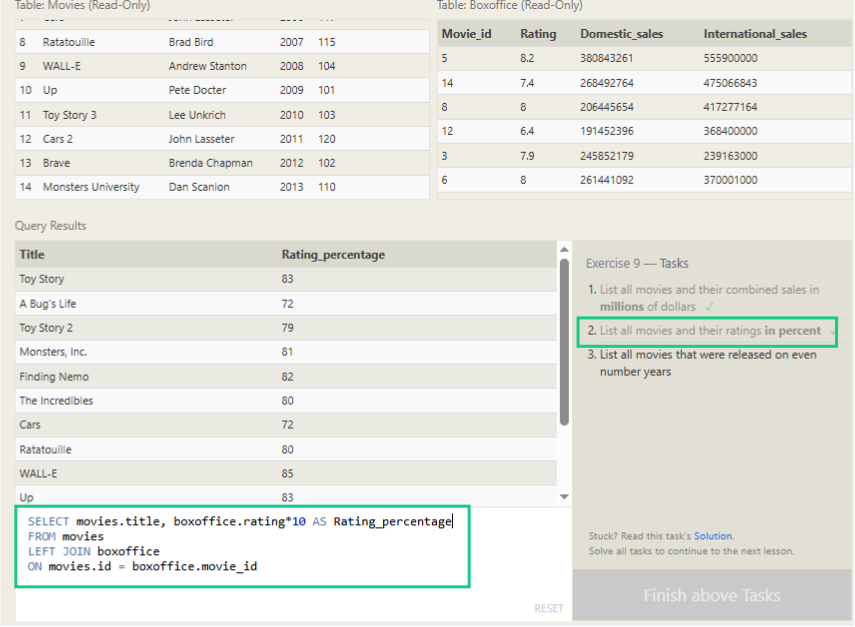 Table: Movies (Read-Only)
Table: Boxoffice (Read-Only)
8 Ratatouille Brad Bird 2007 115
9 WALL-E Andrew Stanton 2008 104
10 Up Pete Docter 2009 101
11 Toy Story 3 Lee Unkrich 2010 103
12 Cars 2 John Lasseter 2011 120
13 Brave Brenda Chapman 2012 102
14 Monsters University Dan Scanlon 2013 110
Movie_id Rating Domestic_sales International_sales
5 8.2 380843261 555900000
14 7.4 268492764 475066843
8 8 206445654 417277164
12 6.4 191452396 368400000
3 7.9 245852179 239163000
6 8 261441092 370001000
Query Results
Title Rating_percentage
Toy Story 83
A Bug's Life 72
Toy Story 2 79
Monsters, Inc. 81
Finding Nemo 82
The Incredibles 80
Cars 72
Ratatouille 80
WALL-E 85
Up 83
SELECT movies.title, boxoffice.rating*10 AS Rating_percentage
FROM movies
LEFT JOIN boxoffice
ON movies.id = boxoffice.movie_id
RESET
Exercise 9 — Tasks
1. List all movies and their combined sales in
millions of dollars ✓
2. List all movies and their ratings in percent
3. List all movies that were released on even
number years
Stuck? Read this task's Solution.
Solve all tasks to continue to the next lesson.
Finish above Tasks